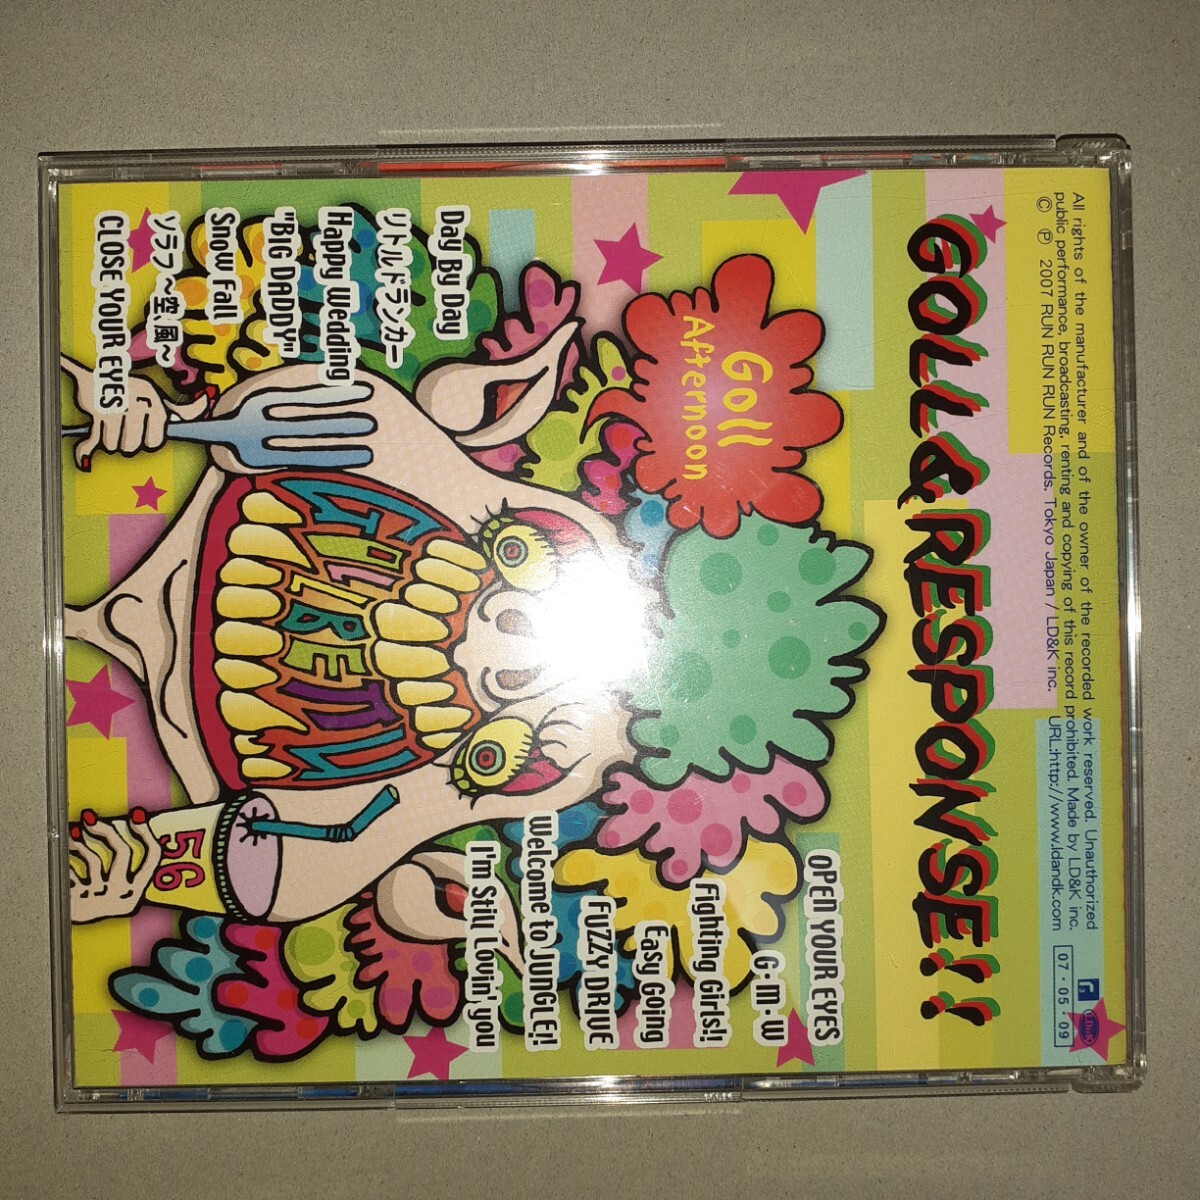 All rights of the manufacturer and of the owner of the recorded work reserved. Unauthorized
public performance, broadcasting, renting and copying of this record prohibited. Made by LD&K inc.
© ℗ 2007 RUN RUN RUN Records. Tokyo Japan / LD&K inc. URL:http://www.ldandk.com
07・05・09
GOLL&RESPONSE!!
Goll
Afternoon
OPEN YOUR EYES
G・M・W
Fighting Girls!!
Easy Going
FUZZY DRIVE
Welcome to JUNGLE!!
I'm Still Lovin' you
Day By Day
リトルドランカー
Happy Wedding
"BIG DADDY"
Snow Fall
ソラフ ~空、風~
CLOSE YOUR EYES
GOLLBETTY
56